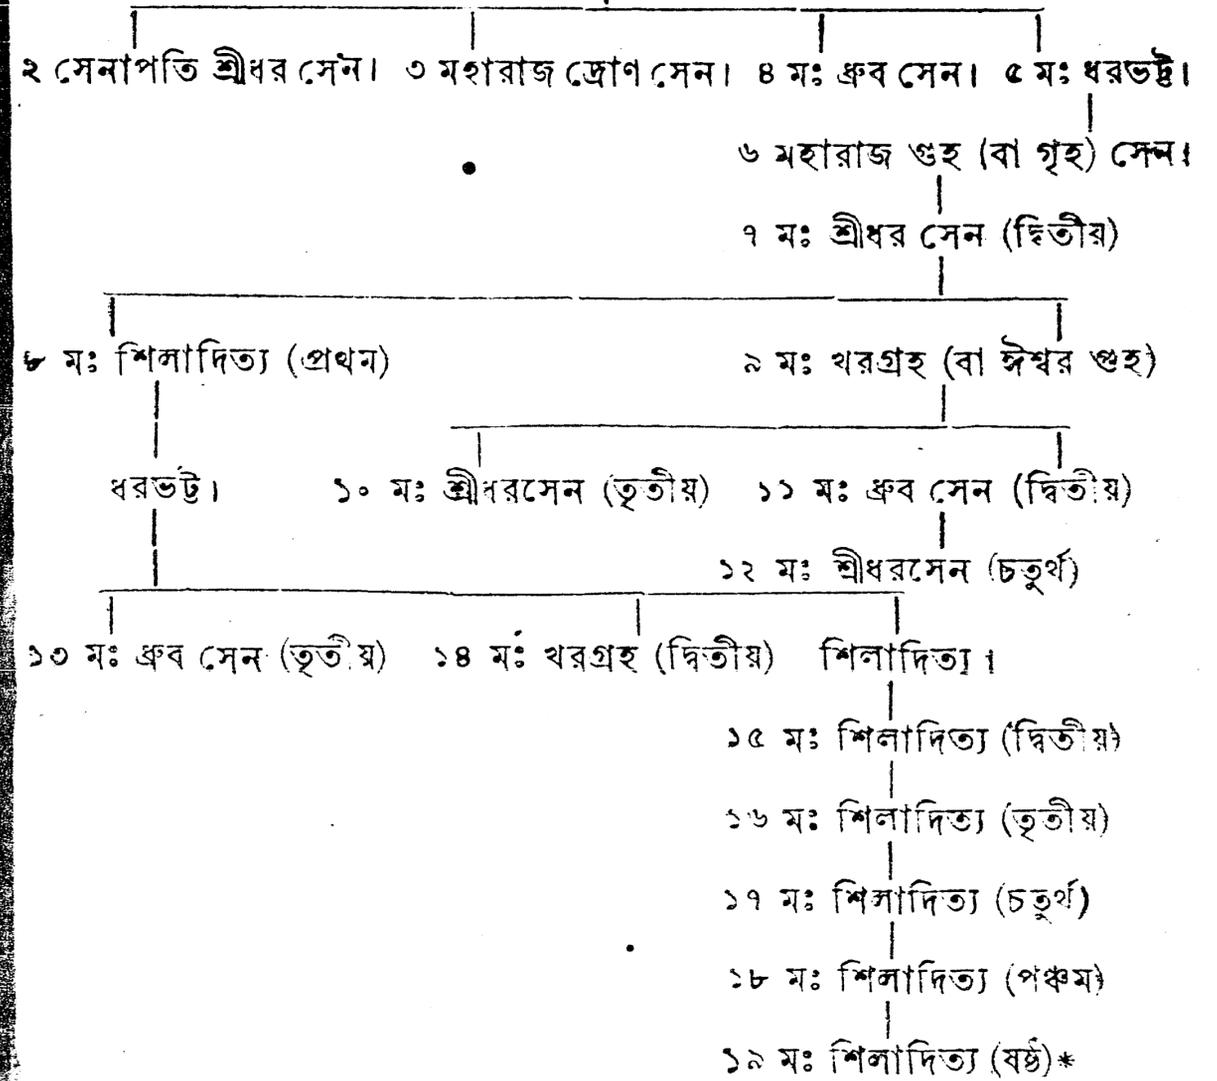 ২ সেনাপতি শ্রীধর সেন। ৩ মহারাজ দ্রোণ সেন। ৪ মঃ ধ্রুব সেন। ৫ মঃ ধরভট্ট।
৬ মহারাজ গুহ (বা গৃহ) সেন।
৭ মঃ শ্রীধর সেন (দ্বিতীয়)
৮ মঃ শিলাদিত্য (প্রথম) ৯ মঃ খরগ্রহ (বা ঈশ্বর গুহ)
ধরভট্ট। ১০ মঃ শ্রীধরসেন (তৃতীয়) ১১ মঃ ধ্রুব সেন (দ্বিতীয়)
১২ মঃ শ্রীধরসেন (চতুর্থ)
১৩ মঃ ধ্রুব সেন (তৃতীয়) ১৪ মঃ খরগ্রহ (দ্বিতীয়) শিলাদিত্য।
১৫ মঃ শিলাদিত্য (দ্বিতীয়)
১৬ মঃ শিলাদিত্য (তৃতীয়)
১৭ মঃ শিলাদিত্য (চতুর্থ)
১৮ মঃ শিলাদিত্য (পঞ্চম)
১৯ মঃ শিলাদিত্য (ষষ্ঠ)*